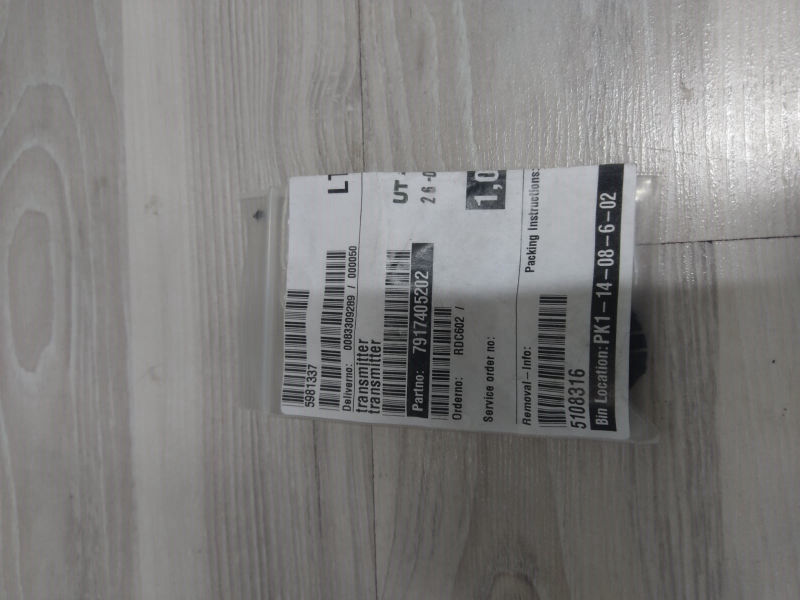 LT
5981337
Deliverno: 0083309289 / 000050
transmitter
transmitter
UT
26-0
Partno: 7917405202
Orderno: RDC602 /
1,0
Service order no:
Removal-Info:
Packing Instructions:
5108316
Bin Location: PK1-14-08-6-02